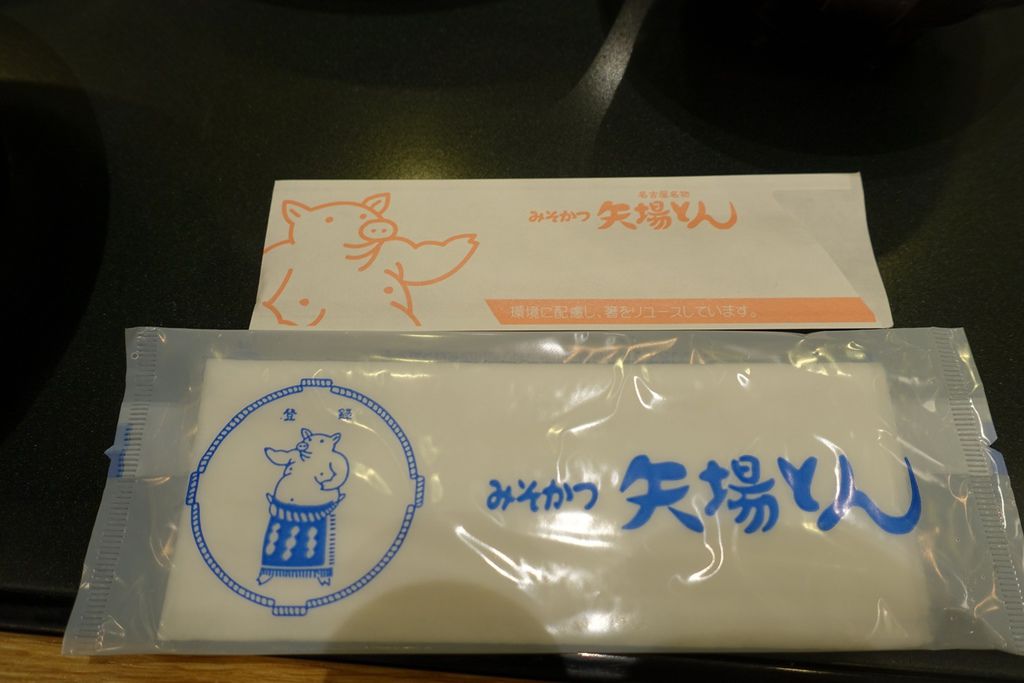 名古屋名物
みそかつ 矢場とん
環境に配慮し、箸をリユースしています。
登 録
みそかつ 矢場とん